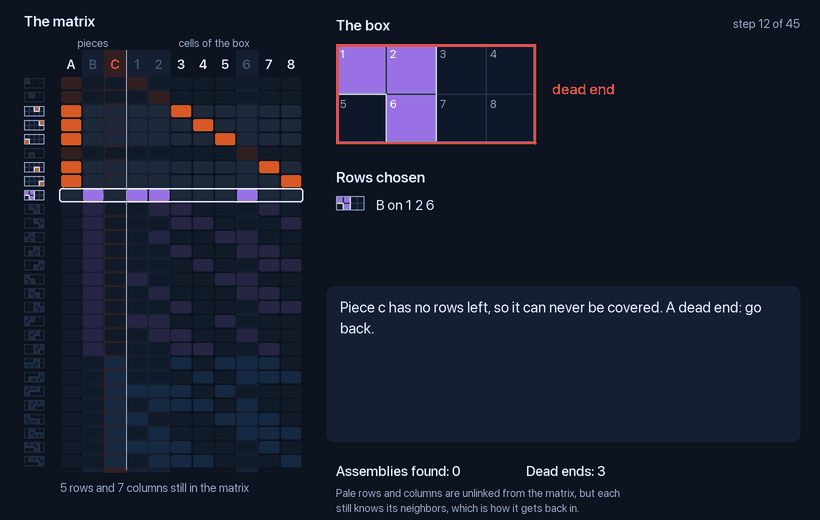 The matrix
pieces
cells of the box
A B C 1 2 3 4 5 6 7 8
5 rows and 7 columns still in the matrix
The box
step 12 of 45
1 2 3 4
5 6 7 8
dead end
Rows chosen
B on 1 2 6
Piece c has no rows left, so it can never be covered. A dead end: go
back.
Assemblies found: 0
Dead ends: 3
Pale rows and columns are unlinked from the matrix, but each
still knows its neighbors, which is how it gets back in.